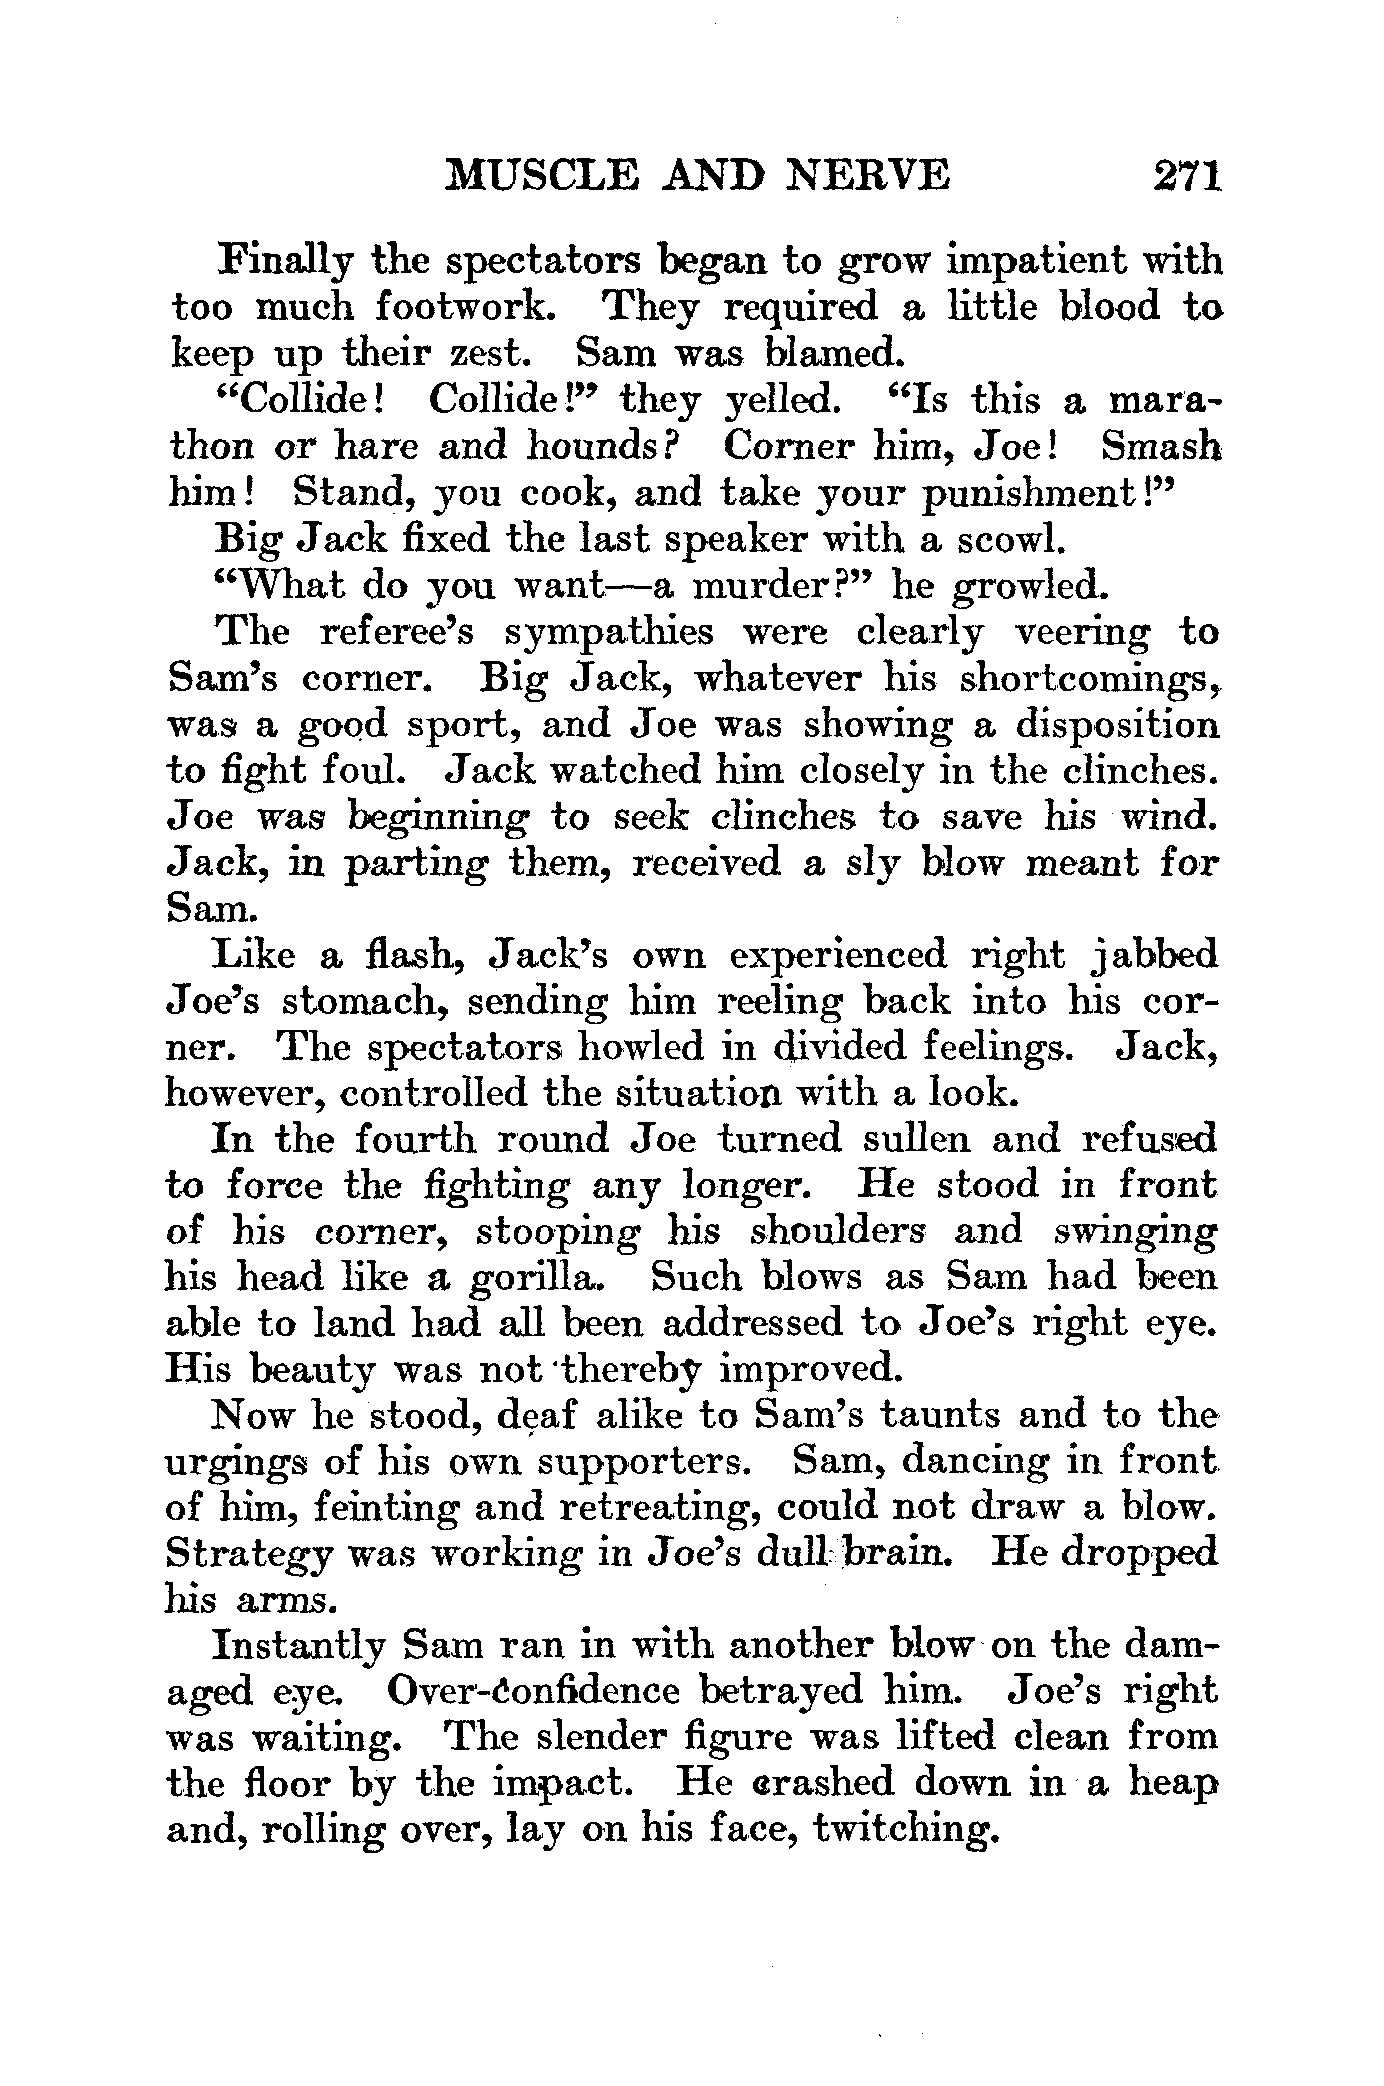 MUSCLE AND NERVE 271
Finally the spectators began to grow impatient with
too much footwork. They required a little blood to
keep up their zest. Sam was blamed.
“Collide! Collide!” they yelled. “Is this a mara-
thon or hare and hounds? Corner him, Joe! Smash
him! Stand, you cook, and take your punishment!”
Big Jack fixed the last speaker with a scowl.
“What do you want—a murder?” he growled.
The referee’s sympathies were clearly veering to
Sam’s corner. Big Jack, whatever his shortcomings,
was a good sport, and Joe was showing a disposition
to fight foul. Jack watched him closely in the clinches.
Joe was beginning to seek clinches to save his wind.
Jack, in parting them, received a sly blow meant for
Sam.
Like a flash, Jack’s own experienced right jabbed
Joe’s stomach, sending him reeling back into his cor-
ner. The spectators howled in divided feelings. Jack,
however, controlled the situation with a look.
In the fourth round Joe turned sullen and refused
to force the fighting any longer. He stood in front
of his corner, stooping his shoulders and swinging
his head like a gorilla. Such blows as Sam had been
able to land had all been addressed to Joe’s right eye.
His beauty was not thereby improved.
Now he stood, deaf alike to Sam’s taunts and to the
urgings of his own supporters. Sam, dancing in front
of him, feinting and retreating, could not draw a blow.
Strategy was working in Joe’s dull brain. He dropped
his arms.
Instantly Sam ran in with another blow on the dam-
aged eye. Over-confidence betrayed him. Joe’s right
was waiting. The slender figure was lifted clean from
the floor by the impact. He crashed down in a heap
and, rolling over, lay on his face, twitching.